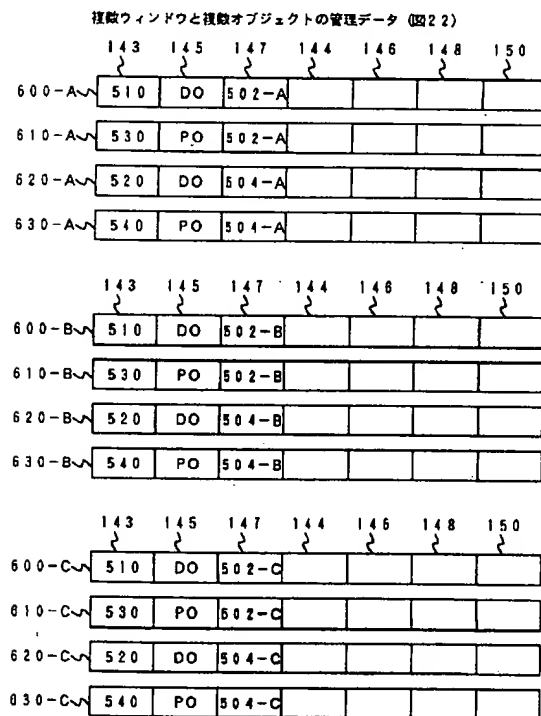 複数ウィンドウと複数オブジェクトの管理データ (図22)
143 145 147 144 146 148 150
600-A 510 DO 502-A
610-A 530 PO 502-A
620-A 520 DO 504-A
630-A 540 PO 504-A
143 145 147 144 146 148 150
600-B 510 DO 502-B
610-B 530 PO 502-B
620-B 520 DO 504-B
630-B 540 PO 504-B
143 145 147 144 146 148 150
600-C 510 DO 502-C
610-C 530 PO 502-C
620-C 520 DO 504-C
630-C 540 PO 504-C